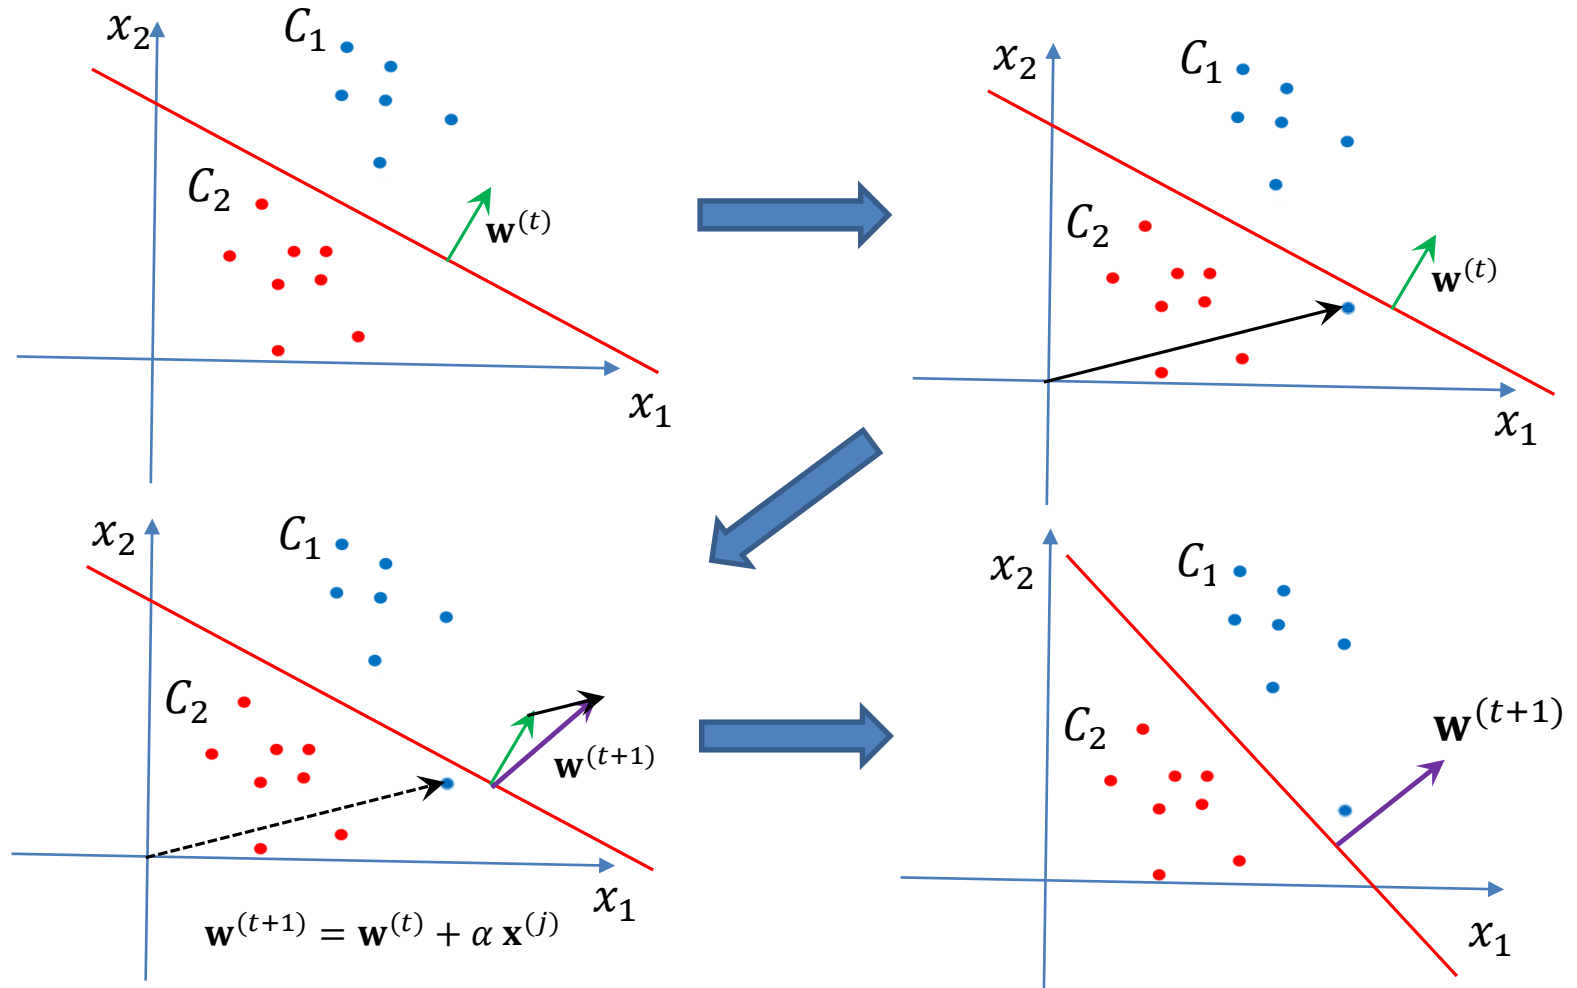 x₂
C₁
C₂
𝐰⁽ᵗ⁾
x₁
x₂
C₁
C₂
𝐰⁽ᵗ⁾
x₁
x₂
C₁
C₂
𝐰⁽ᵗ⁺¹⁾
x₁
𝐰⁽ᵗ⁺¹⁾ = 𝐰⁽ᵗ⁾ + α 𝐱⁽ʲ⁾
x₂
C₁
C₂
𝐰⁽ᵗ⁺¹⁾
x₁